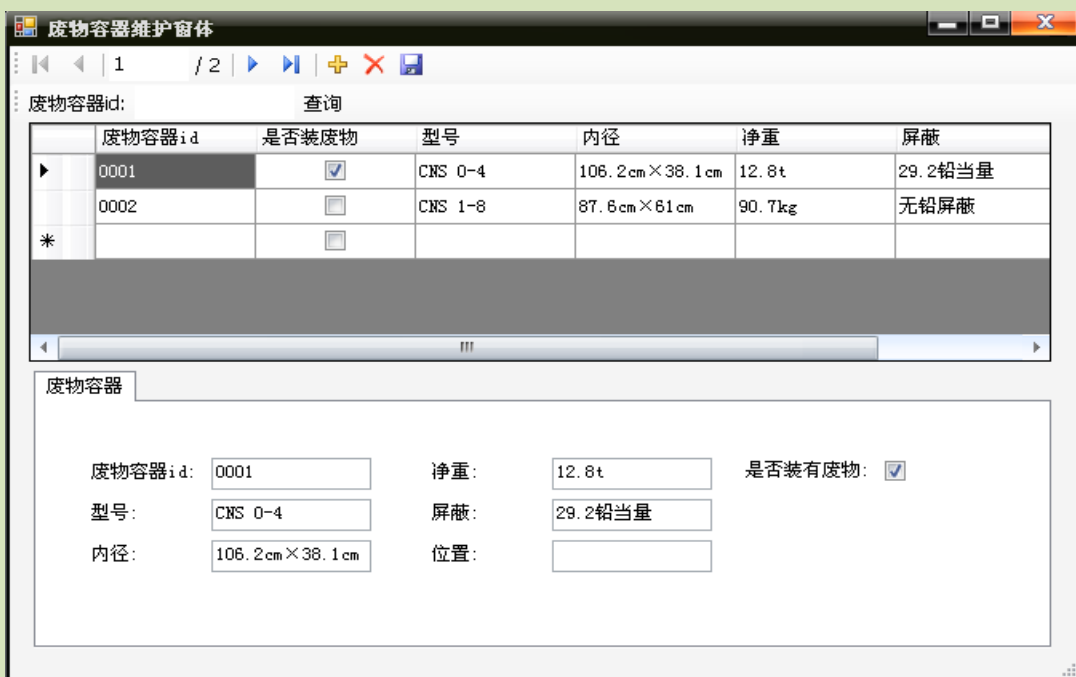 废物容器维护窗体
1 / 2
废物容器id: 查询
废物容器id 是否装废物 型号 内径 净重 屏蔽
0001 CNS 0-4 106.2cm×38.1cm 12.8t 29.2铅当量
0002 CNS 1-8 87.6cm×61cm 90.7kg 无铅屏蔽
废物容器
废物容器id: 0001 净重: 12.8t 是否装有废物:
型号: CNS 0-4 屏蔽: 29.2铅当量
内径: 106.2cm×38.1cm 位置: